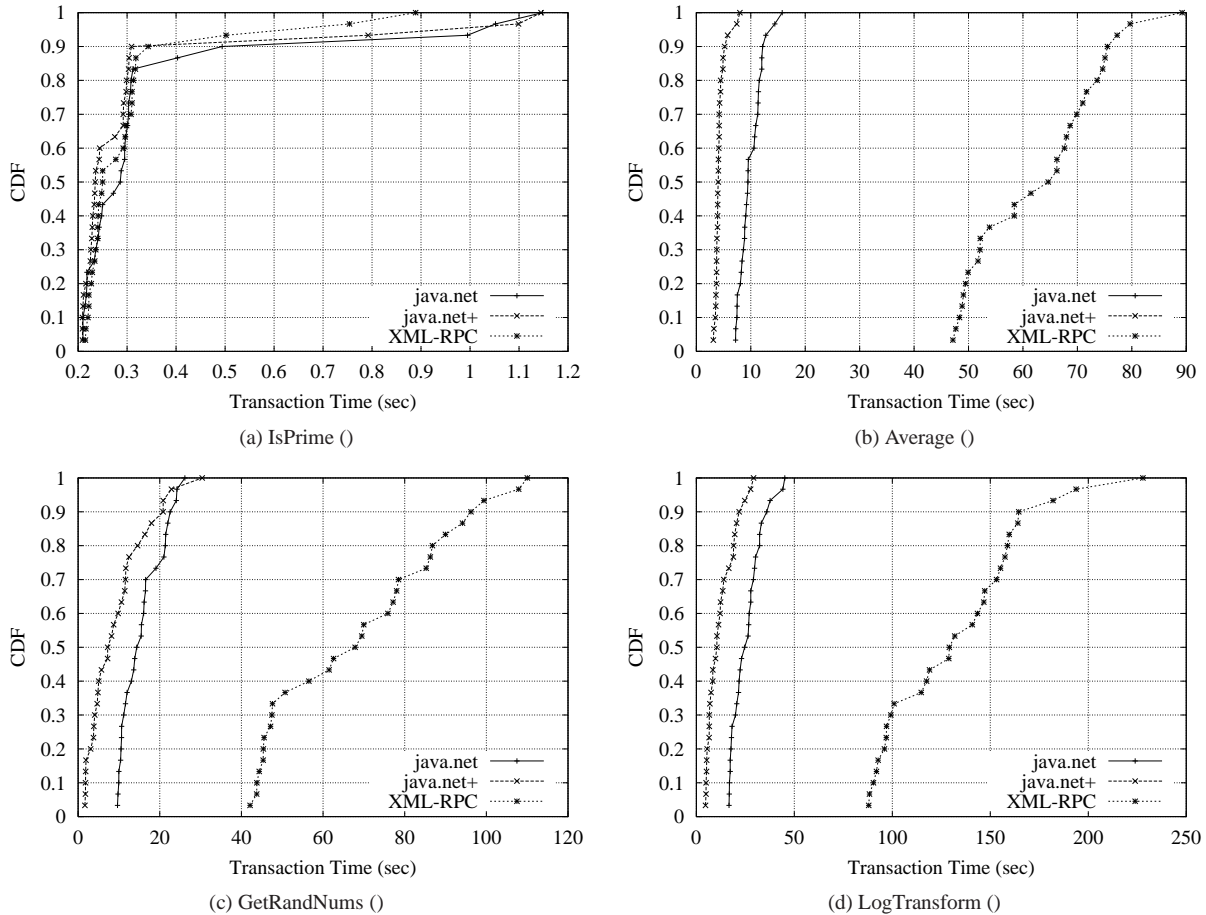 1
0.9
0.8
0.7
0.6
0.5
0.4
0.3
0.2
0.1
0
CDF
0.2 0.3 0.4 0.5 0.6 0.7 0.8 0.9 1 1.1 1.2
Transaction Time (sec)
java.net
java.net+
XML-RPC
(a) IsPrime ()
1
0.9
0.8
0.7
0.6
0.5
0.4
0.3
0.2
0.1
0
CDF
0 10 20 30 40 50 60 70 80 90
Transaction Time (sec)
java.net
java.net+
XML-RPC
(b) Average ()
1
0.9
0.8
0.7
0.6
0.5
0.4
0.3
0.2
0.1
0
CDF
0 20 40 60 80 100 120
Transaction Time (sec)
java.net
java.net+
XML-RPC
(c) GetRandNums ()
1
0.9
0.8
0.7
0.6
0.5
0.4
0.3
0.2
0.1
0
CDF
0 50 100 150 200 250
Transaction Time (sec)
java.net
java.net+
XML-RPC
(d) LogTransform ()